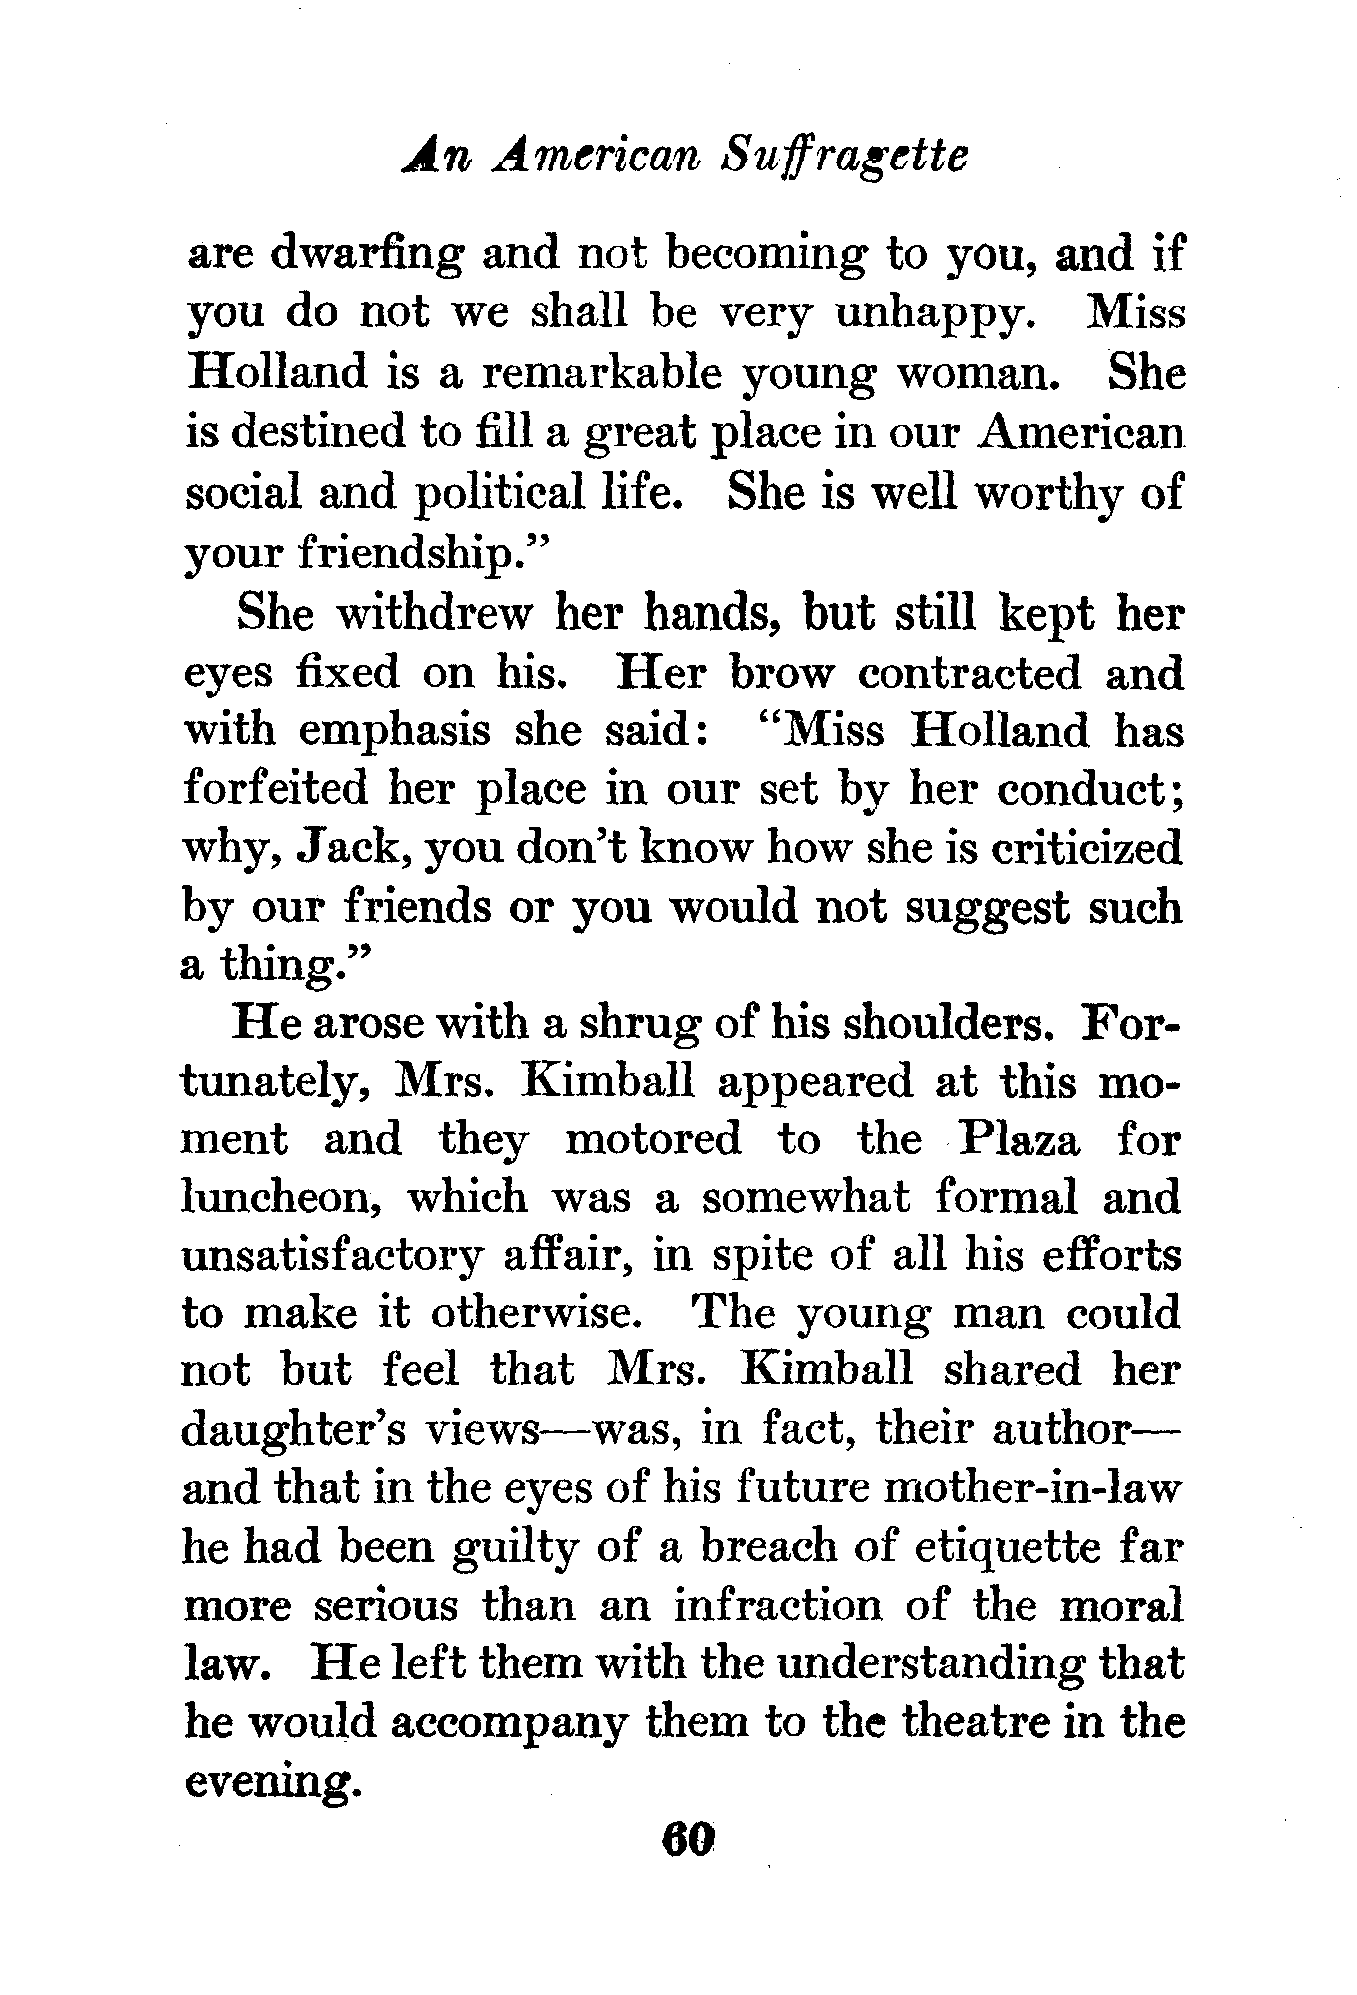 An American Suffragette
are dwarfing and not becoming to you, and if
you do not we shall be very unhappy. Miss
Holland is a remarkable young woman. She
is destined to fill a great place in our American
social and political life. She is well worthy of
your friendship.”
She withdrew her hands, but still kept her
eyes fixed on his. Her brow contracted and
with emphasis she said: “Miss Holland has
forfeited her place in our set by her conduct;
why, Jack, you don’t know how she is criticized
by our friends or you would not suggest such
a thing.”
He arose with a shrug of his shoulders. For-
tunately, Mrs. Kimball appeared at this mo-
ment and they motored to the Plaza for
luncheon, which was a somewhat formal and
unsatisfactory affair, in spite of all his efforts
to make it otherwise. The young man could
not but feel that Mrs. Kimball shared her
daughter’s views—was, in fact, their author—
and that in the eyes of his future mother-in-law
he had been guilty of a breach of etiquette far
more serious than an infraction of the moral
law. He left them with the understanding that
he would accompany them to the theatre in the
evening.
60